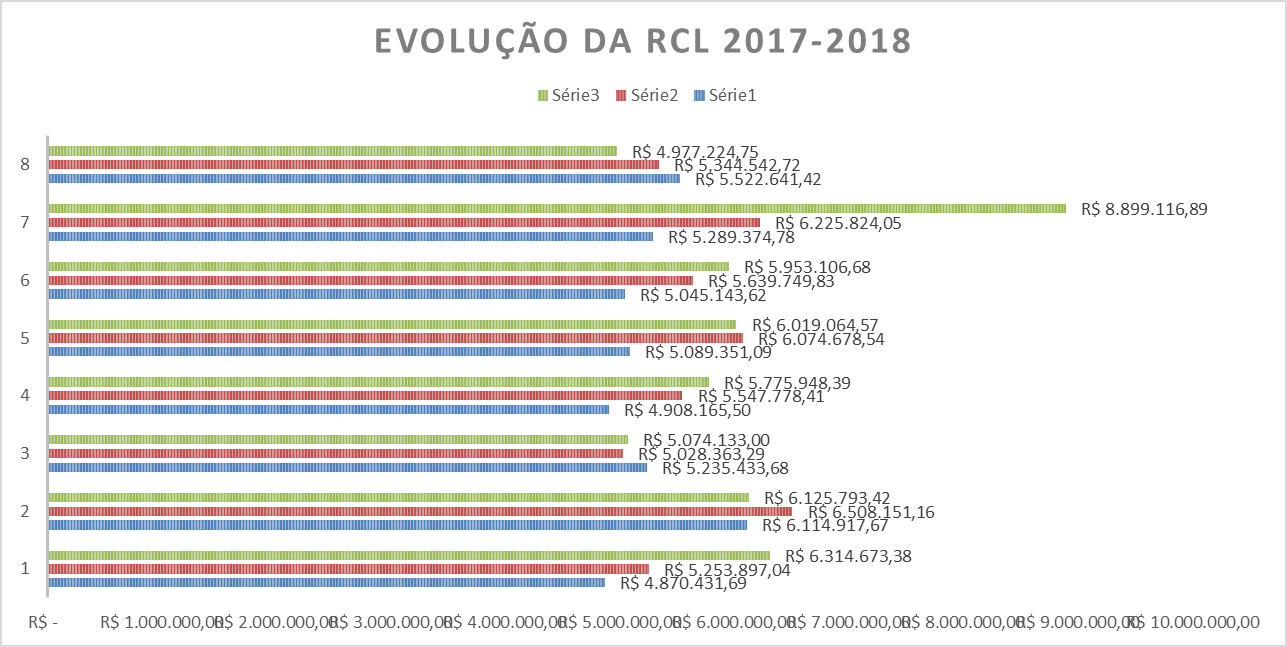 EVOLUÇÃO DA RCL 2017-2018
Série3 Série2 Série1
8
R$ 4.977.224,75
R$ 5.344.542,72
R$ 5.522.641,42
7
R$ 8.899.116,89
R$ 6.225.824,05
R$ 5.289.374,78
6
R$ 5.953.106,68
R$ 5.639.749,83
R$ 5.045.143,62
5
R$ 6.019.064,57
R$ 6.074.678,54
R$ 5.089.351,09
4
R$ 5.775.948,39
R$ 5.547.778,41
R$ 4.908.165,50
3
R$ 5.074.133,00
R$ 5.028.363,29
R$ 5.235.433,68
2
R$ 6.125.793,42
R$ 6.508.151,16
R$ 6.114.917,67
1
R$ 6.314.673,38
R$ 5.253.897,04
R$ 4.870.431,69
R$ - R$ 1.000.000,00 R$ 2.000.000,00 R$ 3.000.000,00 R$ 4.000.000,00 R$ 5.000.000,00 R$ 6.000.000,00 R$ 7.000.000,00 R$ 8.000.000,00 R$ 9.000.000,00 R$ 10.000.000,00